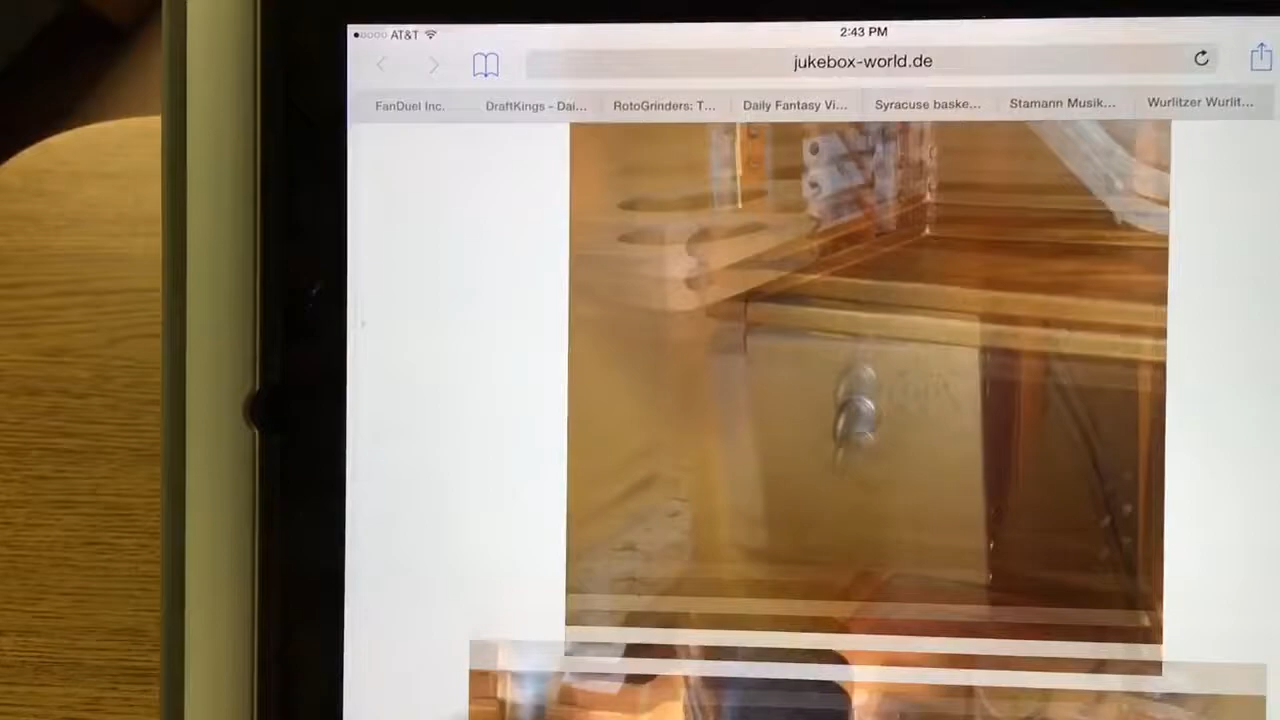 AT&T 2:43 PM
jukebox-world.de
FanDuel Inc. DraftKings - Dai... RotoGrinders: T... Daily Fantasy Vi... Syracuse baske... Stamann Musik... Wurlitzer Wurlit...